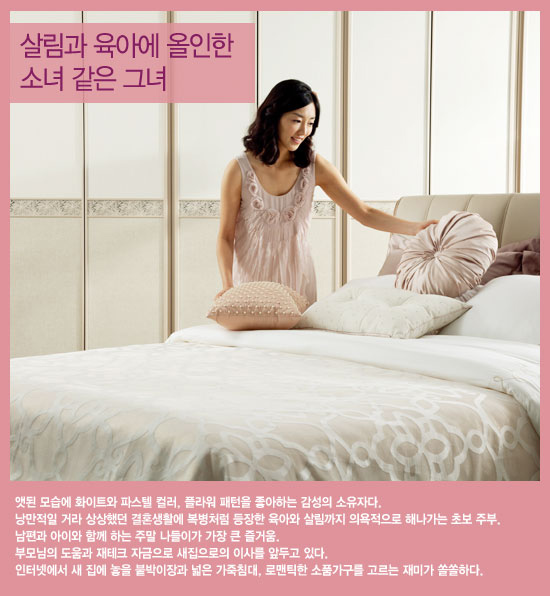 살림과 육아에 올인한
소녀 같은 그녀
앳된 모습에 화이트와 파스텔 컬러, 플라워 패턴을 좋아하는 감성의 소유자다.
낭만적일 거라 상상했던 결혼생활에 복병처럼 등장한 육아와 살림까지 의욕적으로 해나가는 초보 주부.
남편과 아이와 함께 하는 주말 나들이가 가장 큰 즐거움.
부모님의 도움과 재테크 자금으로 새집으로의 이사를 앞두고 있다.
인터넷에서 새 집에 놓을 붙박이장과 넓은 가죽침대, 로맨틱한 소품가구를 고르는 재미가 쏠쏠하다.